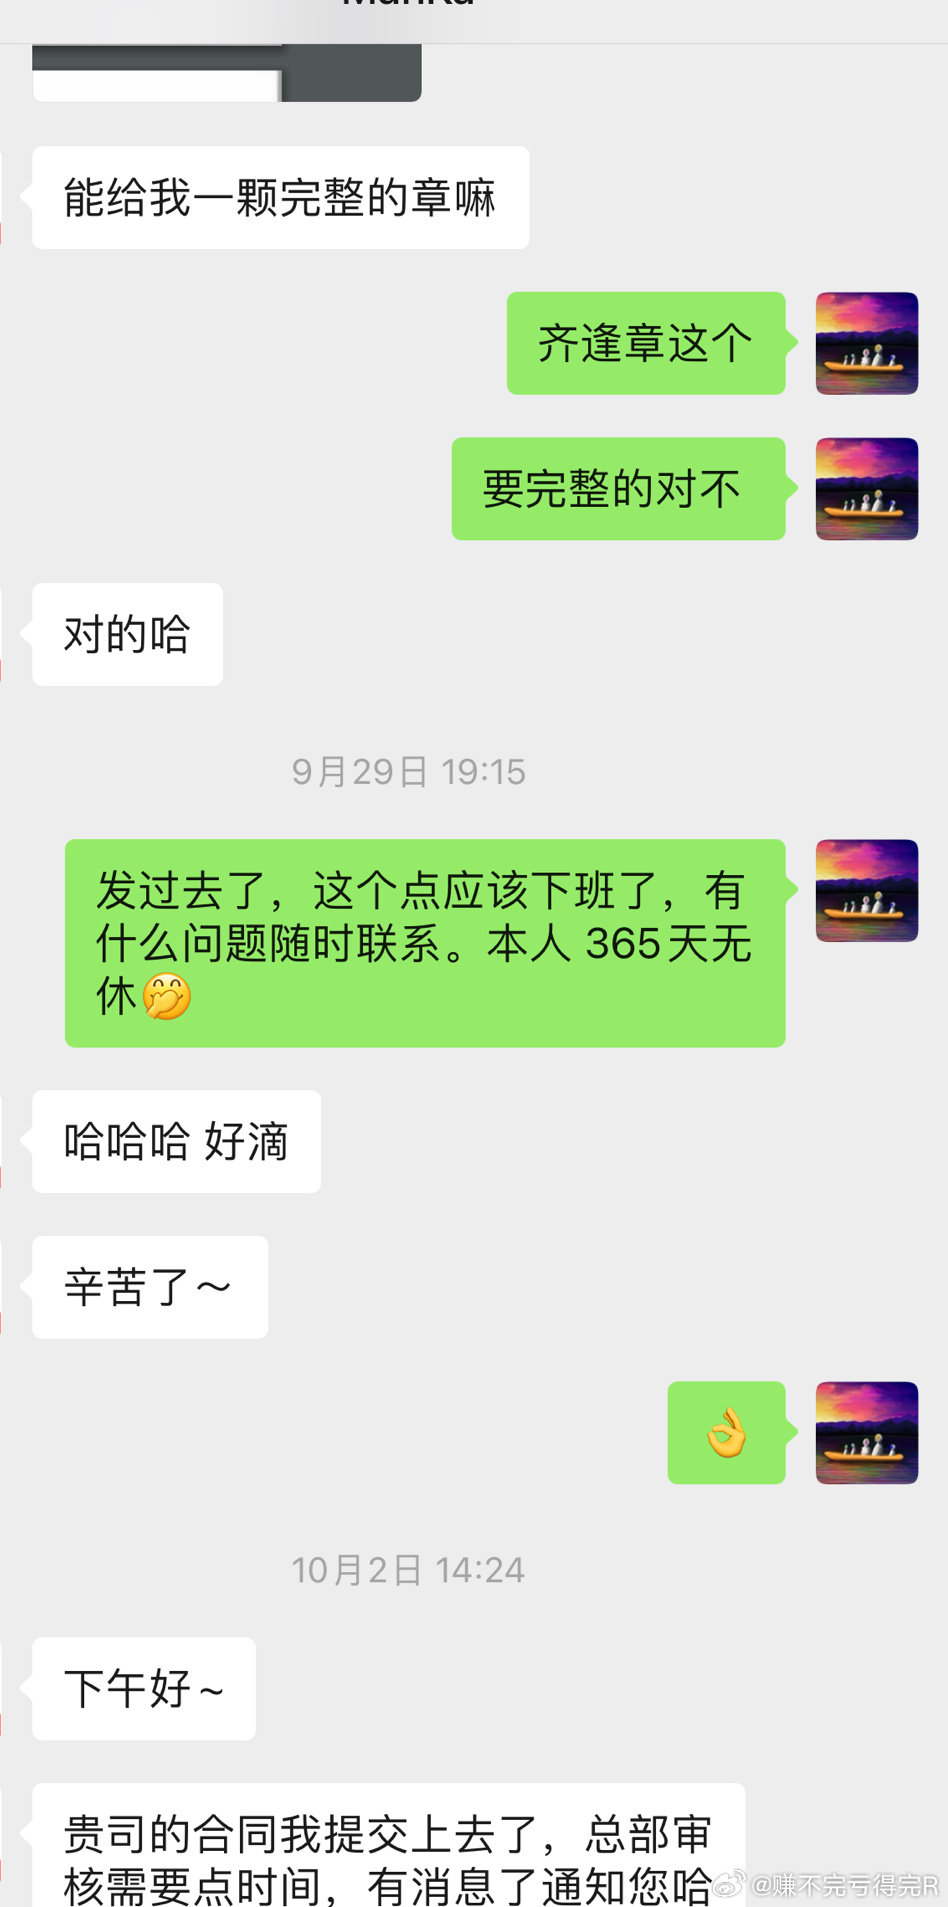 能给我一颗完整的章嘛
齐逢章这个
要完整的对不
对的哈
9月29日 19:15
发过去了，这个点应该下班了，有
什么问题随时联系。本人 365天无
休🤭
哈哈哈 好滴
辛苦了～
👌
10月2日 14:24
下午好~
贵司的合同我提交上去了，总部审
核需要点时间，有消息了通知您哈
@赚不完亏得完R